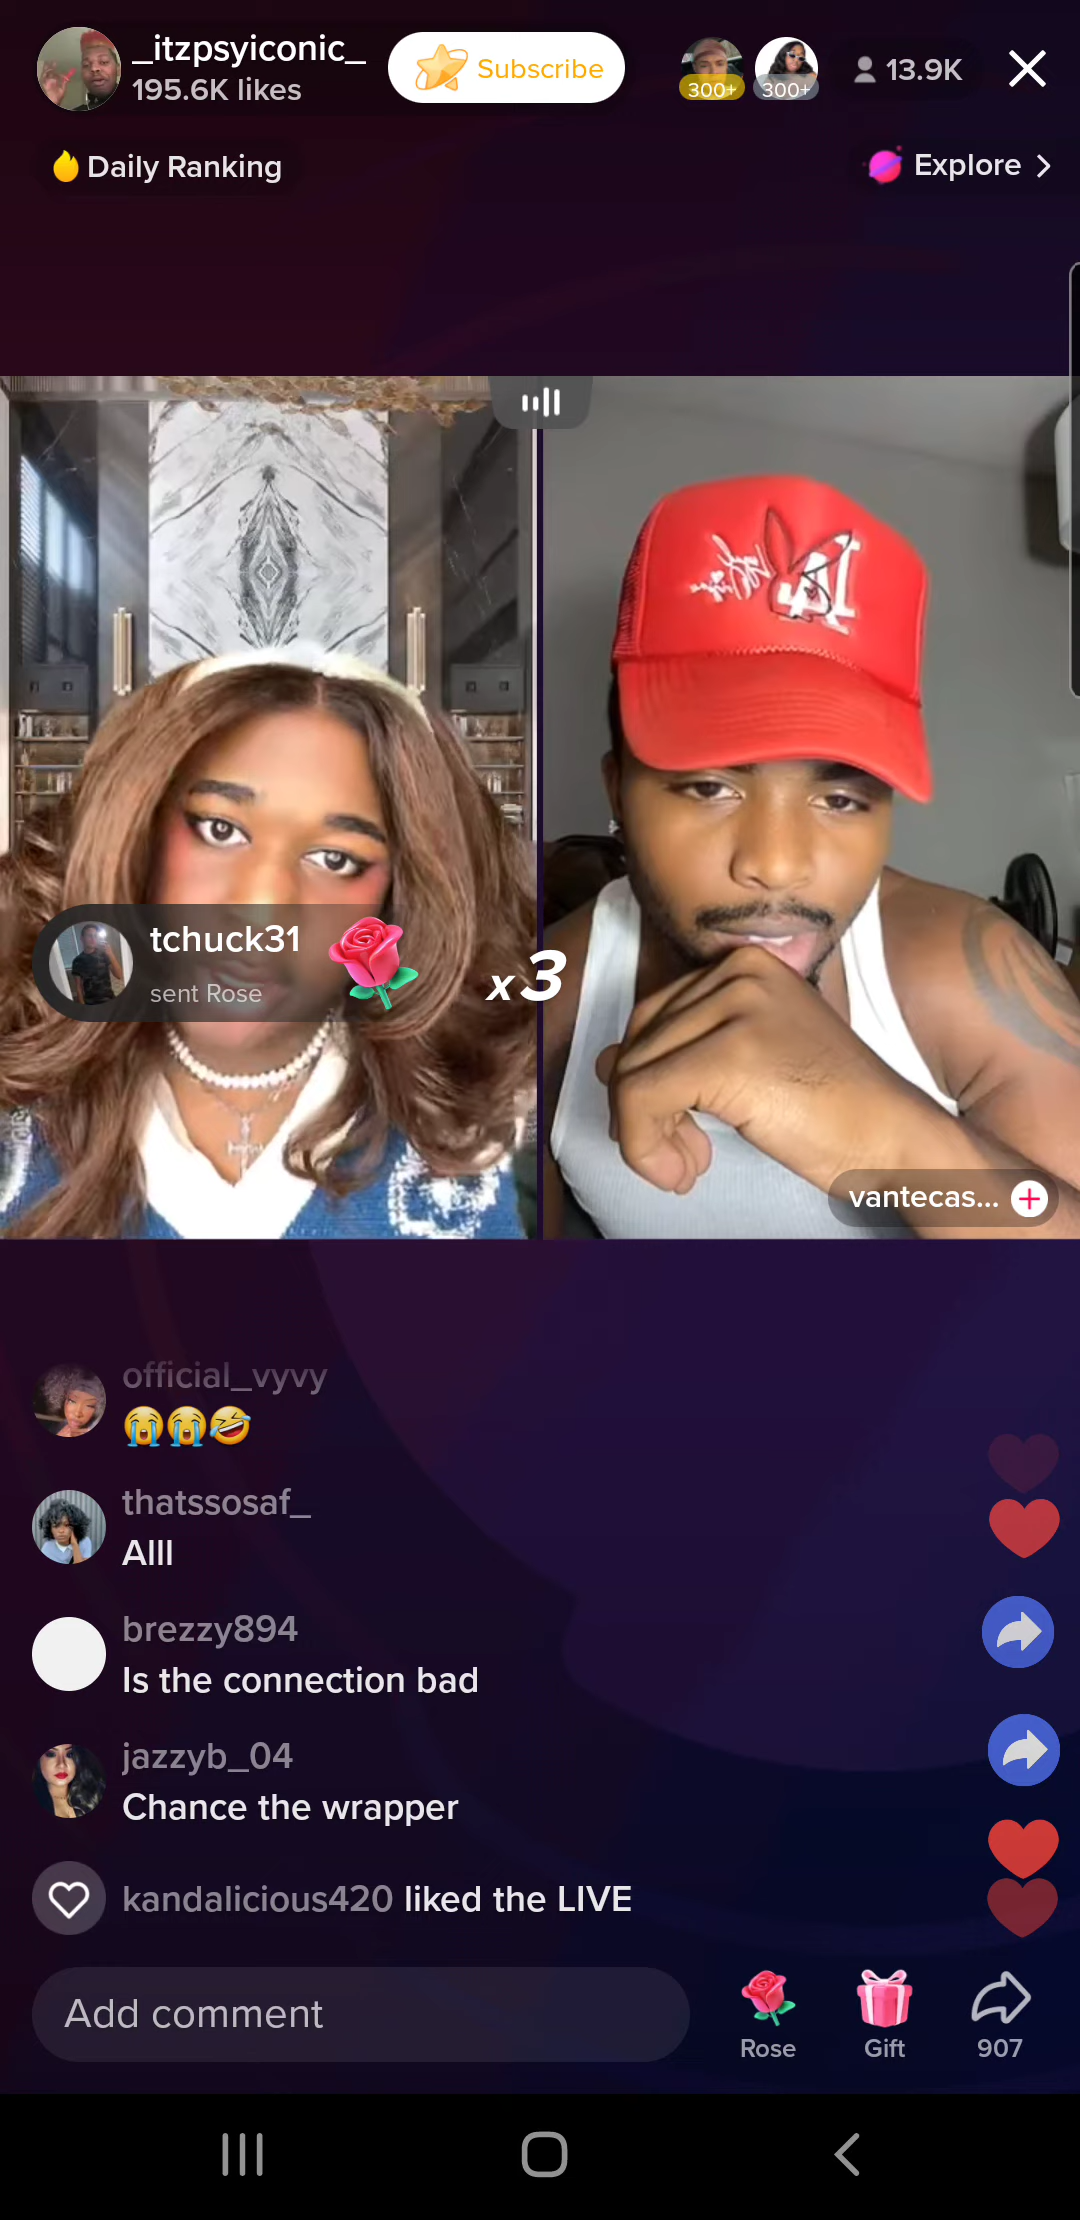 _itzpsyiconic_
195.6K likes
Subscribe
300+
300+
13.9K
Daily Ranking
Explore
tchuck31
sent Rose
x3
vantecas...
official_vyvy
😭😭🤣
thatssosaf_
Alll
brezzy894
Is the connection bad
jazzyb_04
Chance the wrapper
kandalicious420 liked the LIVE
Add comment
Rose
Gift
907